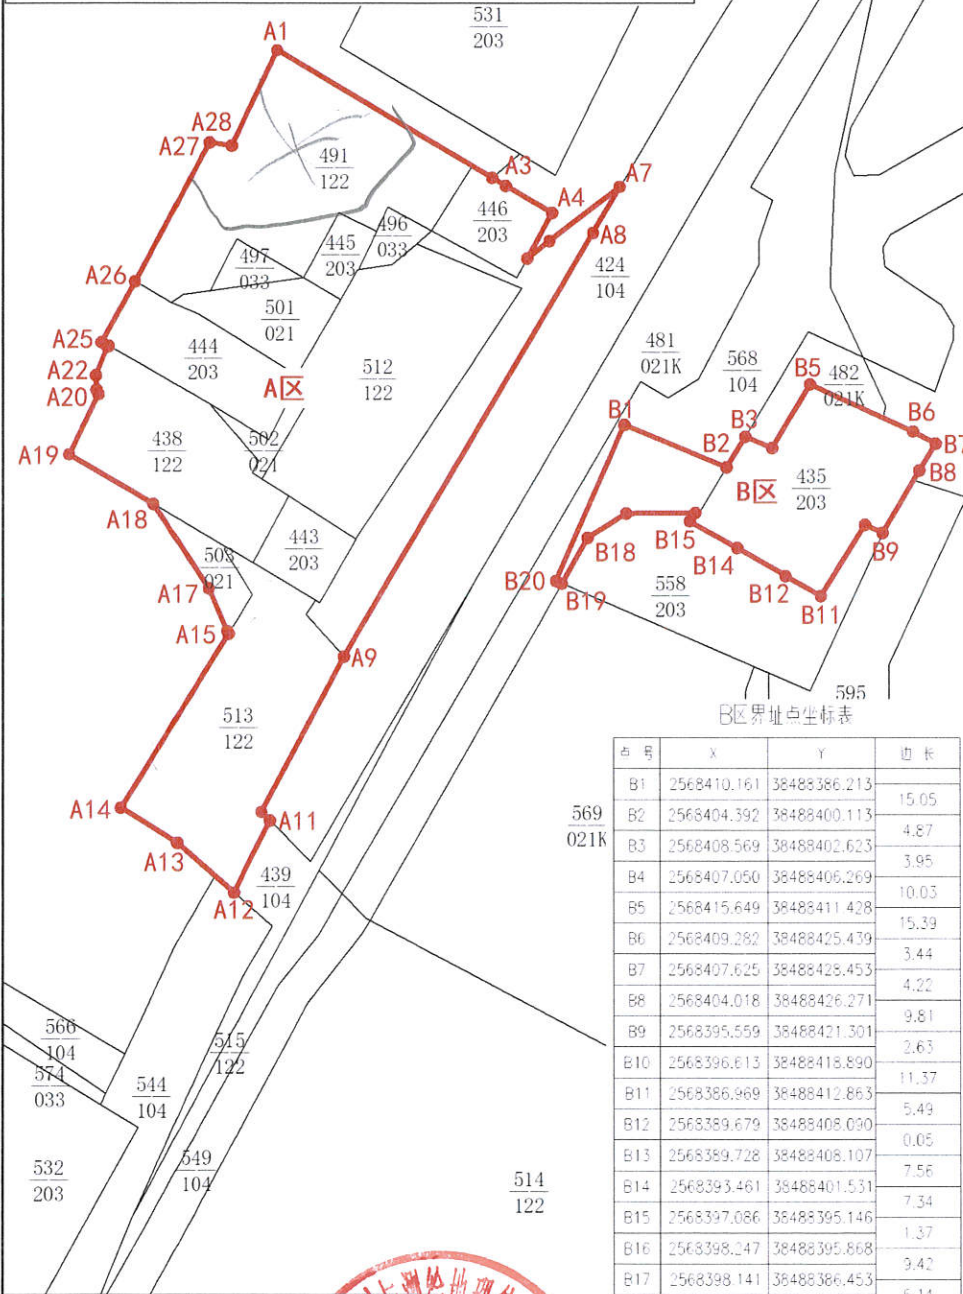 531
203
A1
A28
A27
491
122
A3
A4
A7
446
203
A8
496
033
445
203
497
033
424
104
A26
501
021
A25
444
203
512
122
481
021K
568
104
A22
A区
B5
482
021K
A20
B1
B3
B6
438
122
502
021
B2
B7
A19
B区
435
203
B8
A18
443
203
B15
B18
B9
503
021
B14
A17
B20
B19
558
203
B12
B11
A15
A9
595
513
122
B区界址点坐标表
点号 X Y 边长
B1 2568410.161 38488386.213
15.05
B2 2568404.392 38488400.113
4.87
B3 2568408.569 38488402.623
3.95
B4 2568407.050 38488406.269
10.03
B5 2568415.649 38488411.428
15.39
B6 2568409.282 38488425.439
3.44
B7 2568407.625 38488428.453
4.22
B8 2568404.018 38488426.271
9.81
B9 2568395.559 38488421.301
2.63
B10 2568396.613 38488418.890
11.37
B11 2568386.969 38488412.863
5.49
B12 2568389.679 38488408.090
0.05
B13 2568389.728 38488408.107
7.56
B14 2568393.461 38488401.531
7.34
B15 2568397.086 38488395.146
1.37
B16 2568398.247 38488395.868
9.42
B17 2568398.141 38488386.453
6.14
A14
569
021K
A11
A13
439
104
A12
566
104
515
122
574
033
544
104
532
203
549
104
514
122